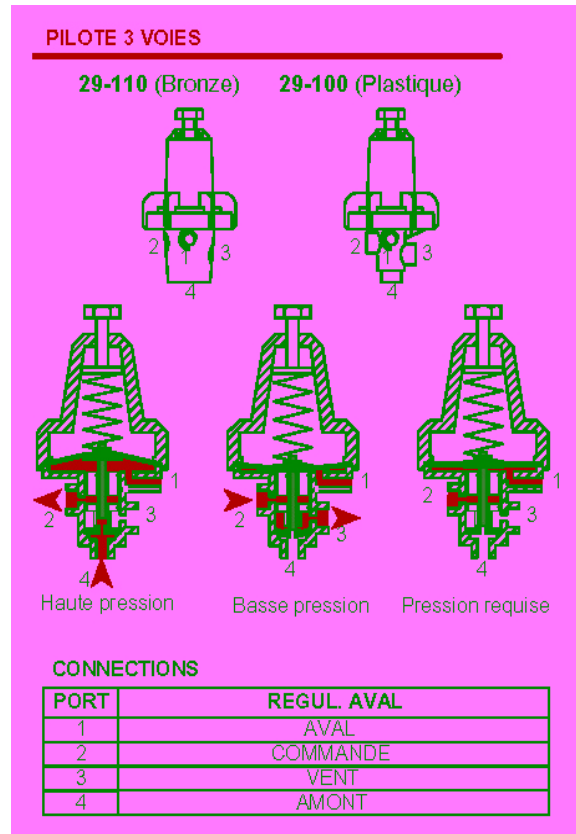 PILOTE 3 VOIES
29-110 (Bronze) 29-100 (Plastique)
2 1 3 2 1 3
4 4
1 1 1
2 3 2 3 2 3
4 4 4
Haute pression Basse pression Pression requise
CONNECTIONS
PORT REGUL. AVAL
1 AVAL
2 COMMANDE
3 VENT
4 AMONT